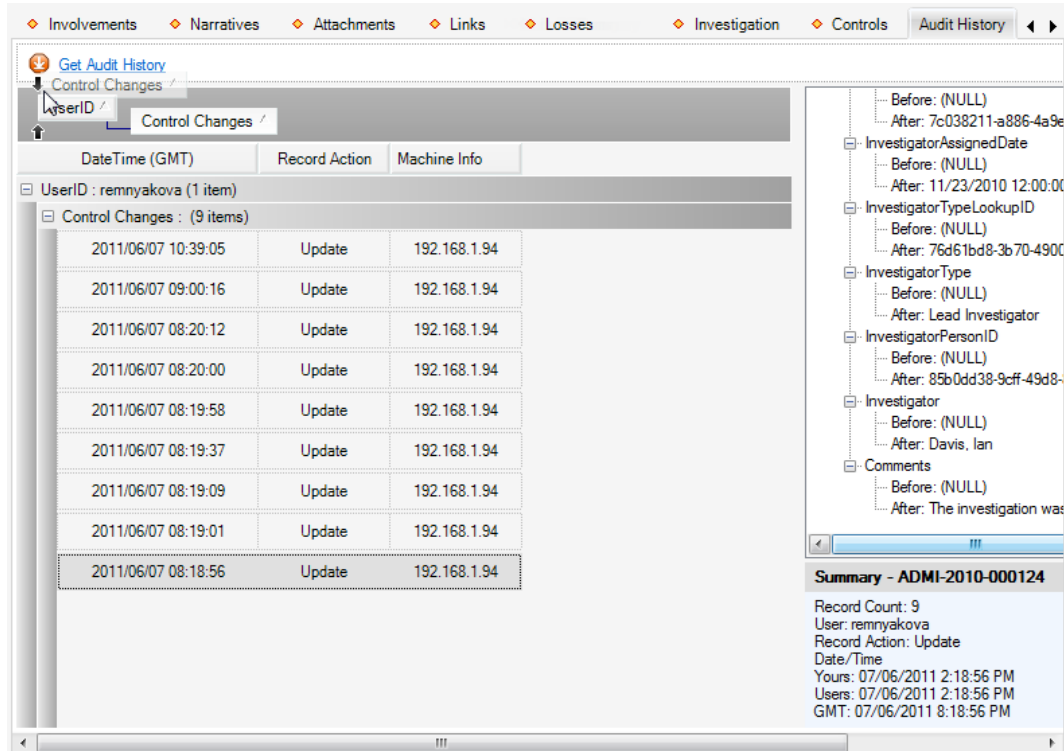 Involvements Narratives Attachments Links Losses Investigation Controls Audit History
Get Audit History
Control Changes
UserID
Control Changes
DateTime (GMT) Record Action Machine Info
UserID : remnyakova (1 item)
Control Changes : (9 items)
2011/06/07 10:39:05 Update 192.168.1.94
2011/06/07 09:00:16 Update 192.168.1.94
2011/06/07 08:20:12 Update 192.168.1.94
2011/06/07 08:20:00 Update 192.168.1.94
2011/06/07 08:19:58 Update 192.168.1.94
2011/06/07 08:19:37 Update 192.168.1.94
2011/06/07 08:19:09 Update 192.168.1.94
2011/06/07 08:19:01 Update 192.168.1.94
2011/06/07 08:18:56 Update 192.168.1.94
Before: (NULL)
After: 7c038211-a886-4a9e
InvestigatorAssignedDate
Before: (NULL)
After: 11/23/2010 12:00:00
InvestigatorTypeLookupID
Before: (NULL)
After: 76d61bd8-3b70-4900
InvestigatorType
Before: (NULL)
After: Lead Investigator
InvestigatorPersonID
Before: (NULL)
After: 85b0dd38-9cff-49d8-
Investigator
Before: (NULL)
After: Davis, Ian
Comments
Before: (NULL)
After: The investigation was
Summary - ADMI-2010-000124
Record Count: 9
User: remnyakova
Record Action: Update
Date/Time
Yours: 07/06/2011 2:18:56 PM
Users: 07/06/2011 2:18:56 PM
GMT: 07/06/2011 8:18:56 PM